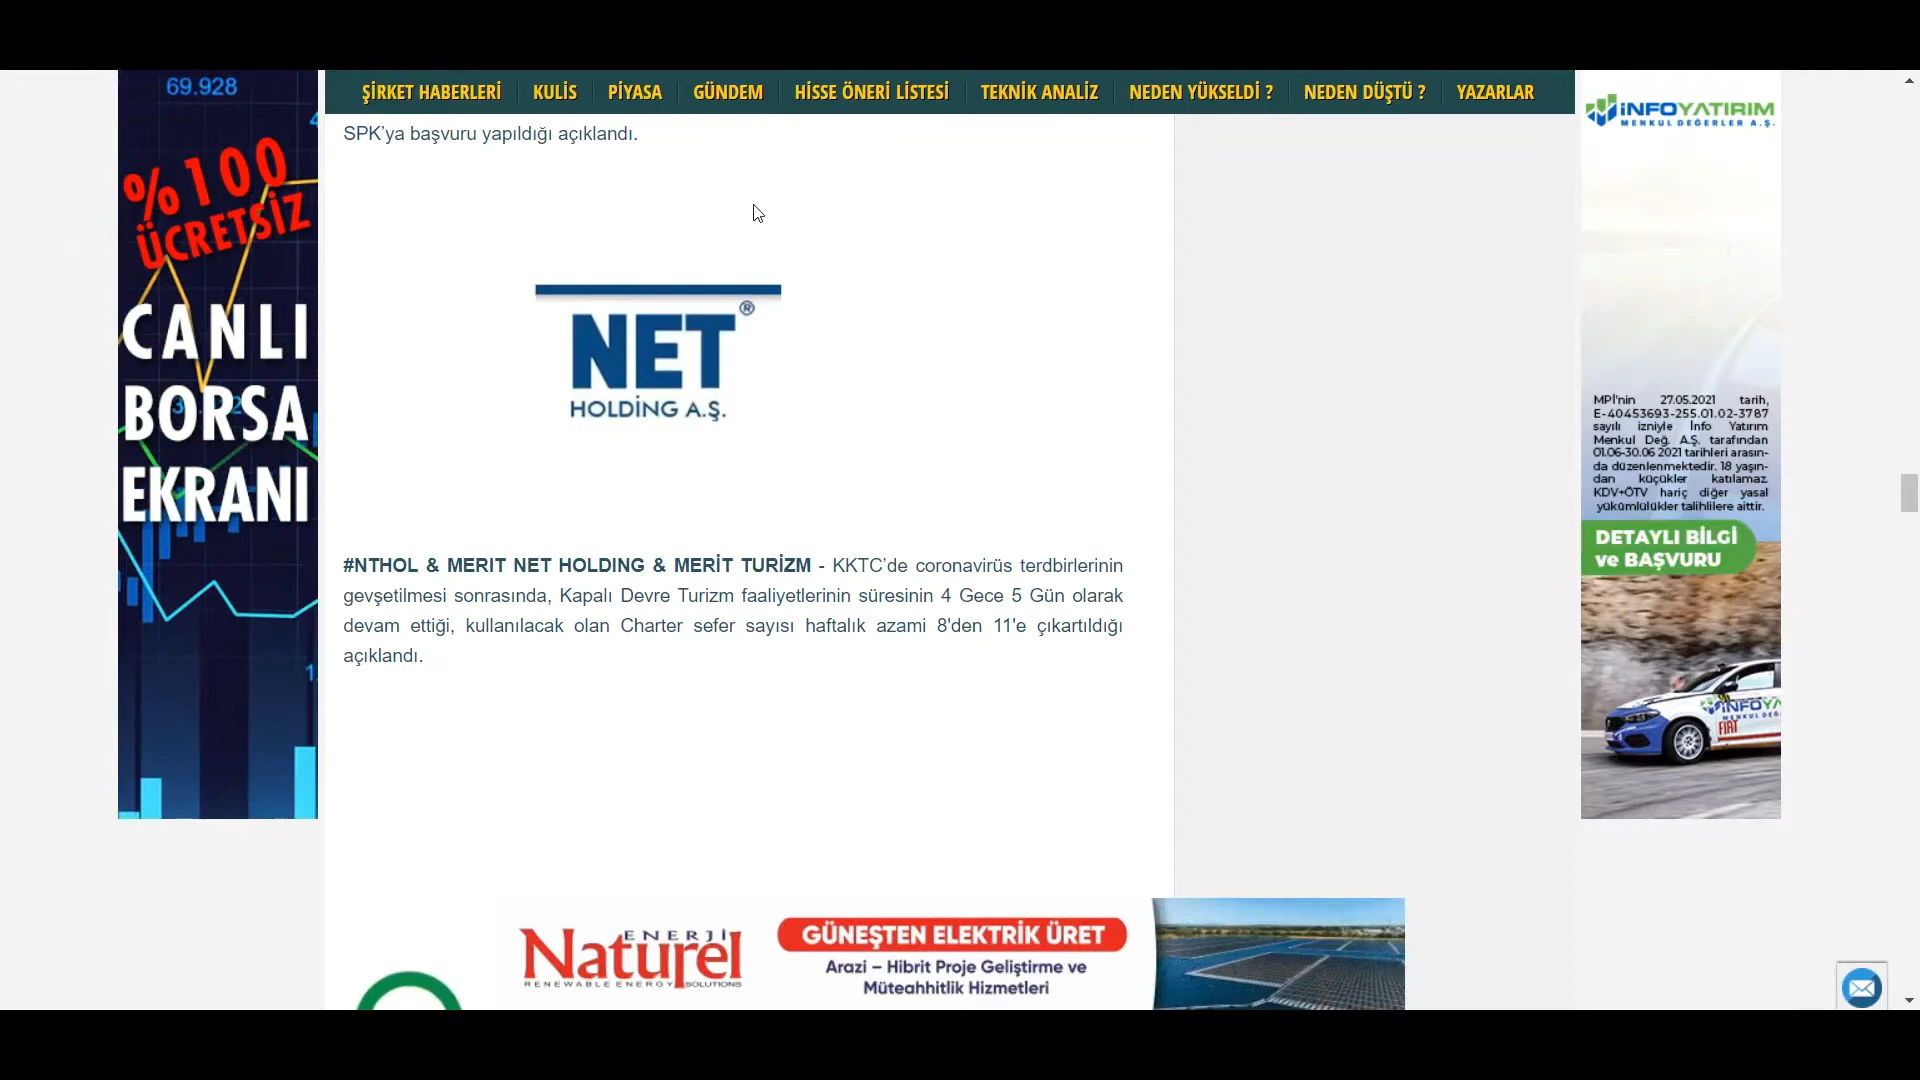 69.928
%100
ÜCRETSİZ
CANLI
BORSA
EKRANI
ŞİRKET HABERLERİ
KULİS
PİYASA
GÜNDEM
HİSSE ÖNERİ LİSTESİ
TEKNİK ANALİZ
NEDEN YÜKSELDİ ?
NEDEN DÜŞTÜ ?
YAZARLAR
SPK’ya başvuru yapıldığı açıklandı.
NET®
HOLDİNG A.Ş.
#NTHOL & MERIT NET HOLDING & MERİT TURİZM - KKTC’de coronavirüs terdbirlerinin
gevşetilmesi sonrasında, Kapalı Devre Turizm faaliyetlerinin süresinin 4 Gece 5 Gün olarak
devam ettiği, kullanılacak olan Charter sefer sayısı haftalık azami 8'den 11'e çıkartıldığı
açıklandı.
ENERJİ
Naturel
RENEWABLE ENERGY SOLUTIONS
GÜNEŞTEN ELEKTRİK ÜRET
Arazi – Hibrit Proje Geliştirme ve
Müteahhitlik Hizmetleri
İNFOYATIRIM
MENKUL DEĞERLER A.Ş.
MPİ'nin 27.05.2021 tarih,
E-40453693-255.01.02-3787
sayılı izniyle İnfo Yatırım
Menkul Değ. A.Ş. tarafından
01.06-30.06 2021 tarihleri arasın-
da düzenlenmektedir. 18 yaşın-
dan küçükler katılamaz.
KDV+ÖTV hariç diğer yasal
yükümlülükler talihlilere aittir.
DETAYLI BİLGİ
ve BAŞVURU
İNFOYA
MENKUL DEĞ
FIAT